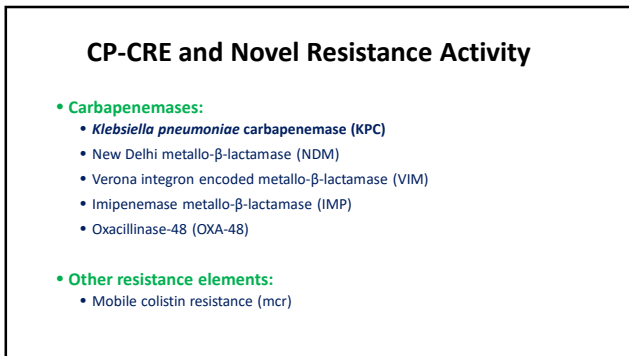 CP-CRE and Novel Resistance Activity
• Carbapenemases:
• Klebsiella pneumoniae carbapenemase (KPC)
• New Delhi metallo-β-lactamase (NDM)
• Verona integron encoded metallo-β-lactamase (VIM)
• Imipenemase metallo-β-lactamase (IMP)
• Oxacillinase-48 (OXA-48)
• Other resistance elements:
• Mobile colistin resistance (mcr)